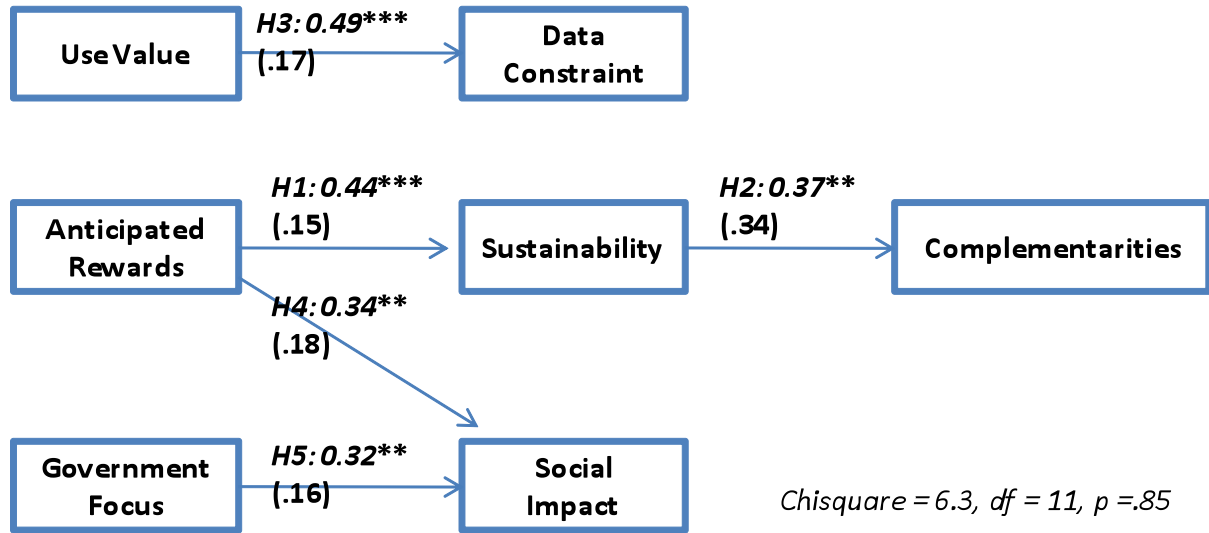 H3: 0.49***
(.17)
Use Value
Data
Constraint
H1: 0.44***
(.15)
H2: 0.37**
(.34)
Anticipated
Rewards
Sustainability
Complementarities
H4: 0.34**
(.18)
H5: 0.32**
(.16)
Government
Focus
Social
Impact
Chisquare = 6.3, df = 11, p =.85